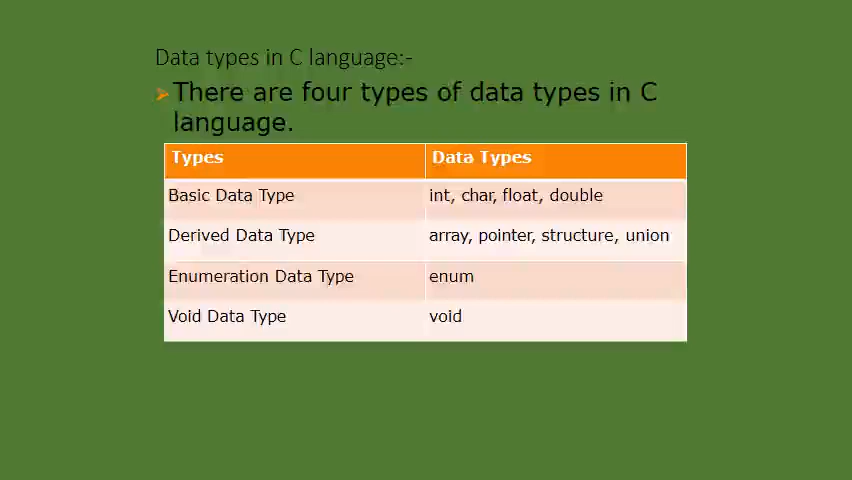 Data types in C language:-
There are four types of data types in C
language.
Types Data Types
Basic Data Type int, char, float, double
Derived Data Type array, pointer, structure, union
Enumeration Data Type enum
Void Data Type void